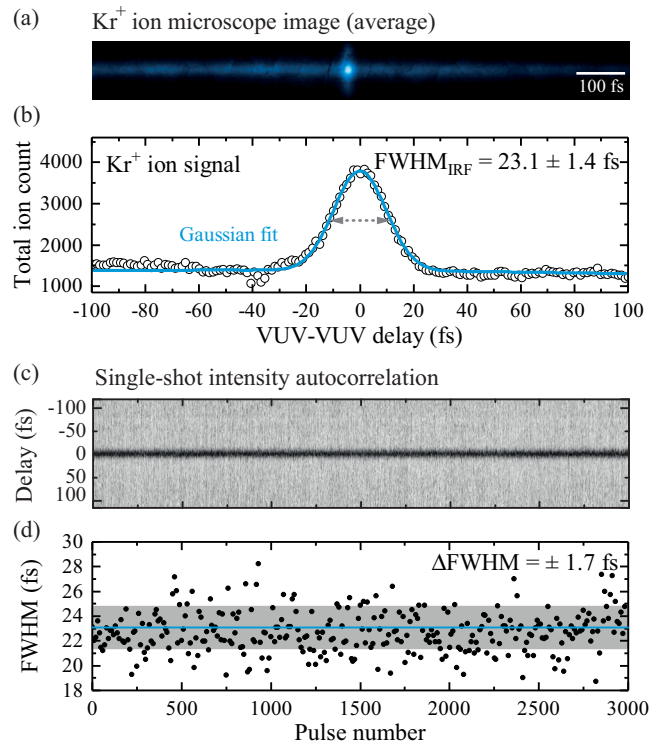 (a)
Kr⁺ ion microscope image (average)
100 fs
(b)
Kr⁺ ion signal
FWHM_IRF = 23.1 ± 1.4 fs
Gaussian fit
Total ion count
4000
3000
2000
1000
-100 -80 -60 -40 -20 0 20 40 60 80 100
VUV-VUV delay (fs)
(c)
Single-shot intensity autocorrelation
Delay (fs)
-100
-50
0
50
100
(d)
ΔFWHM = ± 1.7 fs
FWHM (fs)
30
28
26
24
22
20
18
0 500 1000 1500 2000 2500 3000
Pulse number